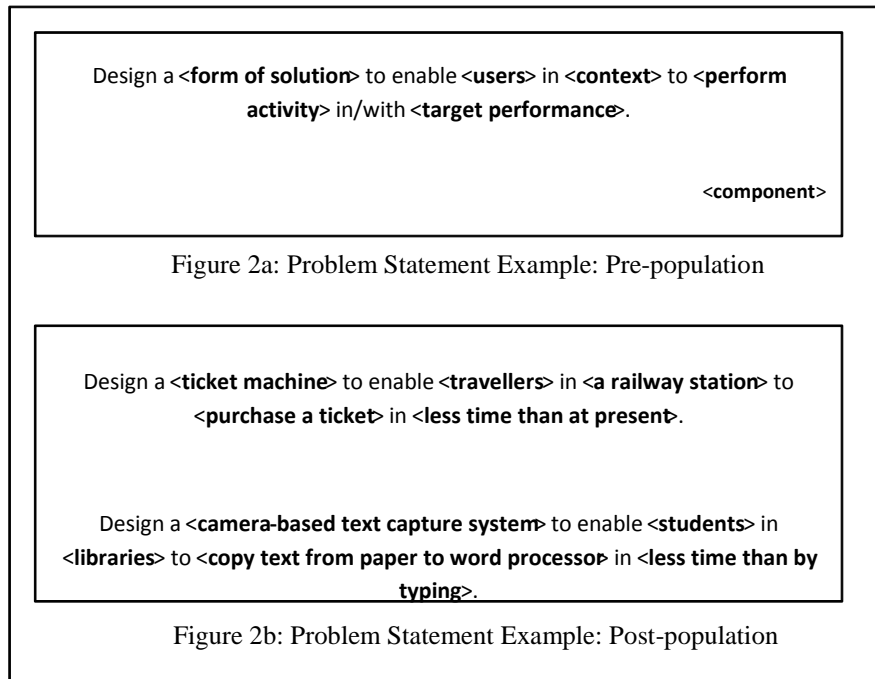 Design a <form of solution> to enable <users> in <context> to <perform
activity> in/with <target performance>.
<component>
Figure 2a: Problem Statement Example: Pre-population
Design a <ticket machine> to enable <travellers> in <a railway station> to
<purchase a ticket> in <less time than at present>.
Design a <camera-based text capture system> to enable <students> in
<libraries> to <copy text from paper to word processor> in <less time than by
typing>.
Figure 2b: Problem Statement Example: Post-population